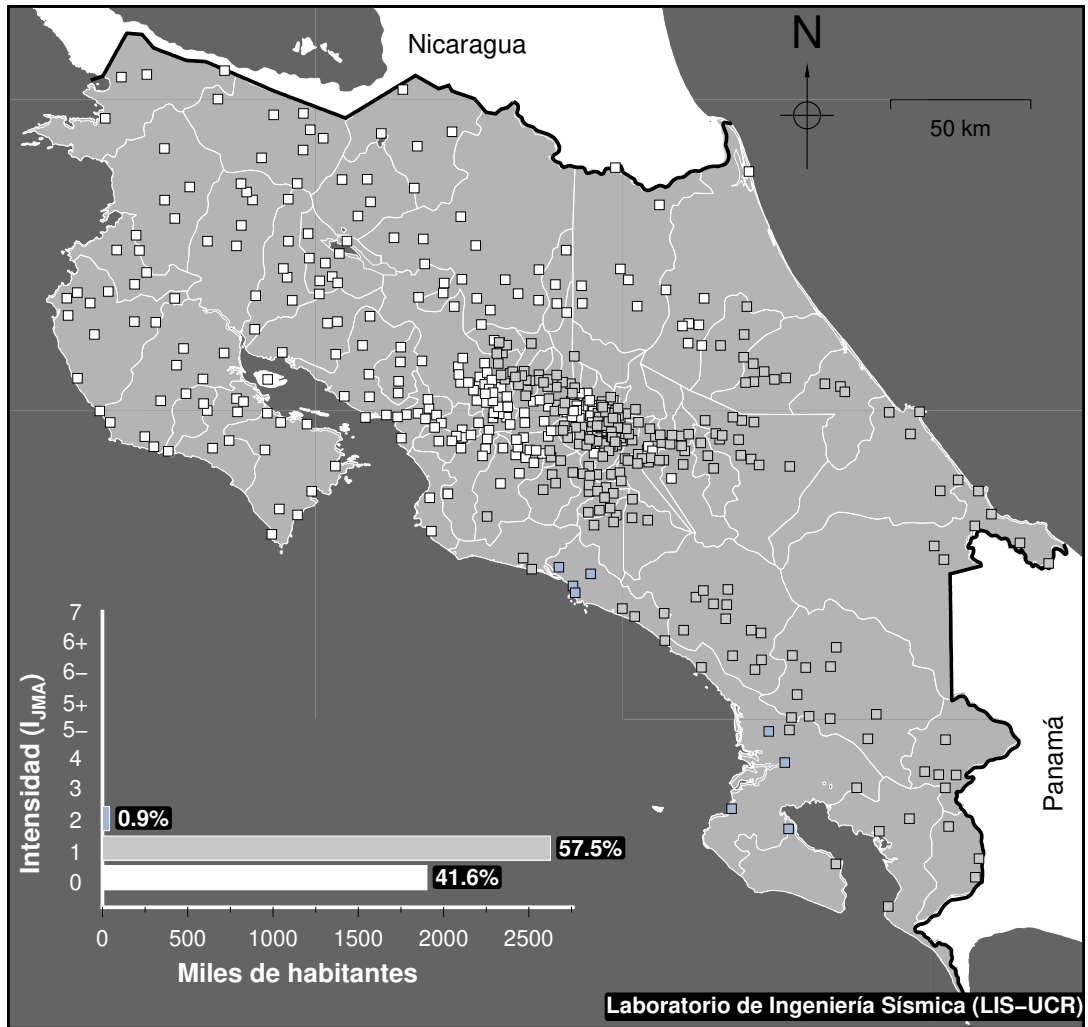 Nicaragua
N
50 km
Panamá
Intensidad (I_JMA)
7
6+
6−
5+
5−
4
3
2
1
0
0.9%
57.5%
41.6%
0 500 1000 1500 2000 2500
Miles de habitantes
Laboratorio de Ingeniería Sísmica (LIS−UCR)